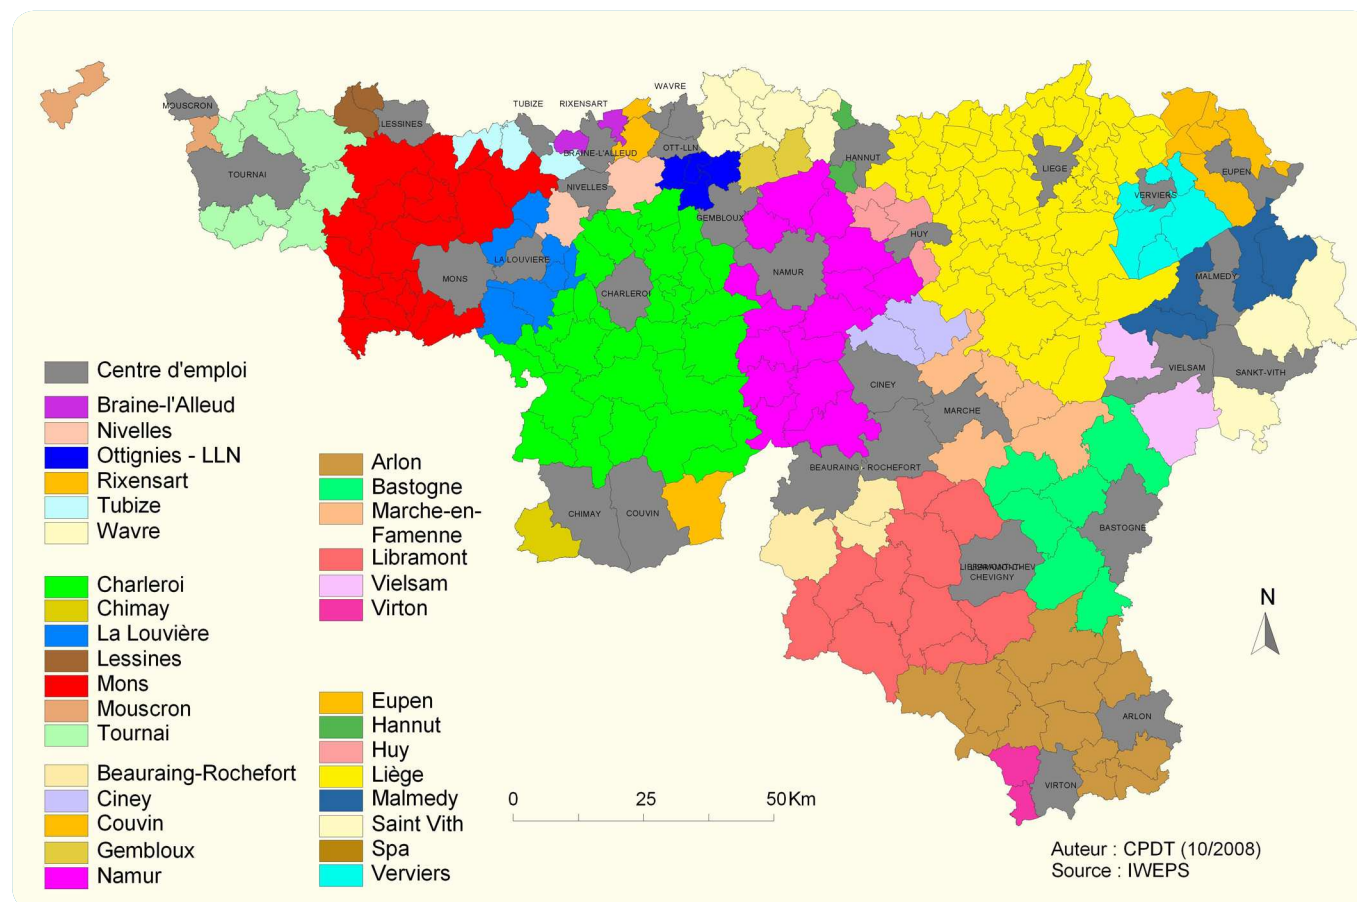 WAVRE
TUBIZE
RIXENSART
MOUSCRON
LESSINES
OTT-LLN
BRAINE-L'ALLEUD
HANNUT
LIEGE
EUPEN
TOURNAI
NIVELLES
VERVIERS
GEMBLOUX
HUY
LA LOUVIERE
MONS
NAMUR
MALMEDY
CHARLEROI
VIELSAM
SANKT-VITH
CINEY
MARCHE
BEAURAING - ROCHEFORT
CHIMAY
COUVIN
BASTOGNE
CHEVIGNY
ARLON
VIRTON
Centre d'emploi
Braine-l'Alleud
Nivelles
Ottignies - LLN
Rixensart
Tubize
Wavre
Charleroi
Chimay
La Louvière
Lessines
Mons
Mouscron
Tournai
Beauraing-Rochefort
Ciney
Couvin
Gembloux
Namur
Arlon
Bastogne
Marche-en-
Famenne
Libramont
Vielsam
Virton
Eupen
Hannut
Huy
Liège
Malmedy
Saint Vith
Spa
Verviers
0 25 50Km
N
Auteur : CPDT (10/2008)
Source : IWEPS